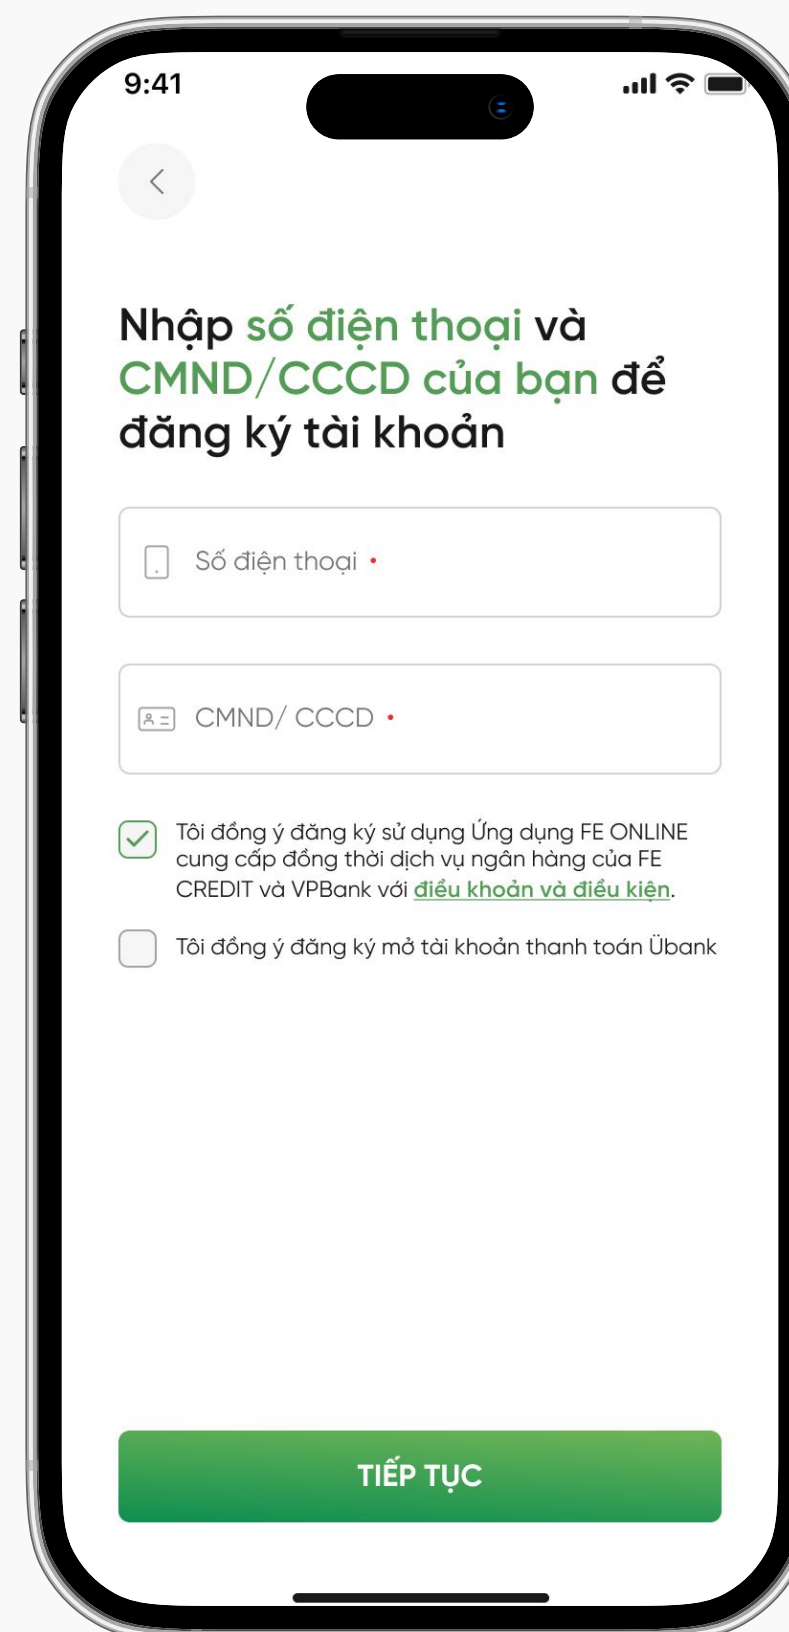 9:41
Nhập số điện thoại và
CMND/CCCD của bạn để
đăng ký tài khoản
Số điện thoại •
CMND/ CCCD •
Tôi đồng ý đăng ký sử dụng Ứng dụng FE ONLINE
cung cấp đồng thời dịch vụ ngân hàng của FE
CREDIT và VPBank với điều khoản và điều kiện.
Tôi đồng ý đăng ký mở tài khoản thanh toán Übank
TIẾP TỤC